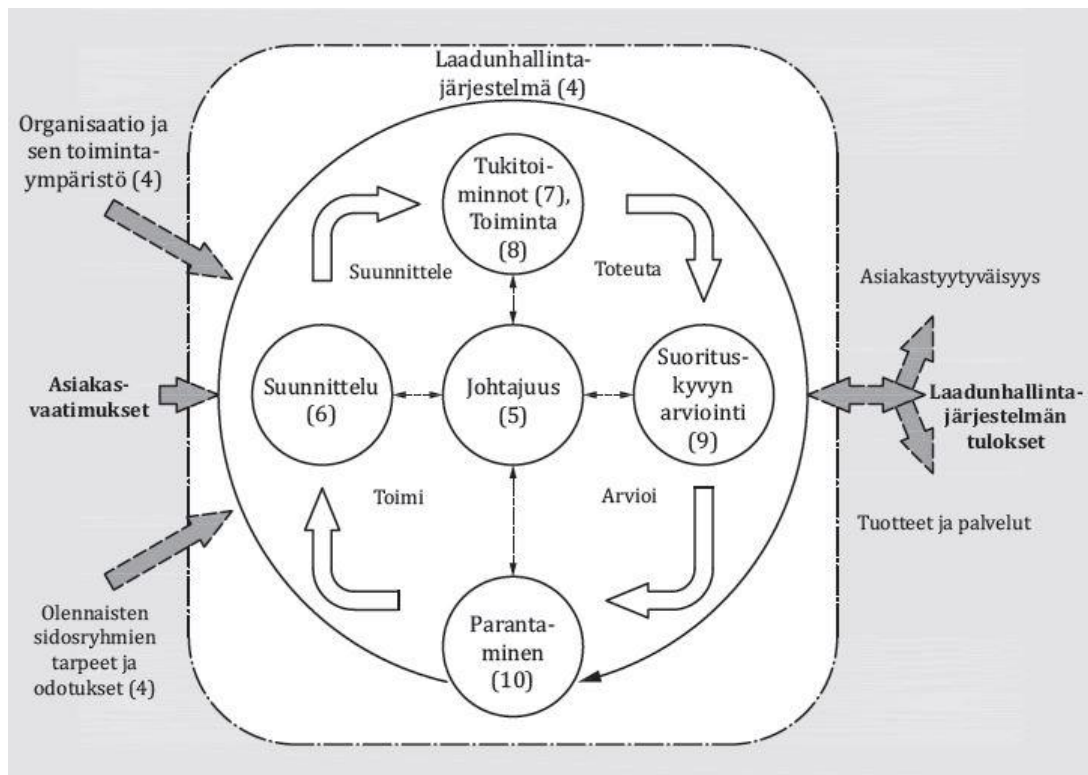 Laadunhallinta-
järjestelmä (4)
Organisaatio ja
sen toiminta-
ympäristö (4)
Tukitoi-
minnot (7),
Toiminta
(8)
Suunnittele
Toteuta
Asiakastyytyväisyys
Asiakas-
vaatimukset
Suunnittelu
(6)
Johtajuus
(5)
Suoritus-
kyvyn
arviointi
(9)
Laadunhallinta-
järjestelmän
tulokset
Toimi
Arvioi
Tuotteet ja palvelut
Olennaisten
sidosryhmien
tarpeet ja
odotukset (4)
Paranta-
minen
(10)